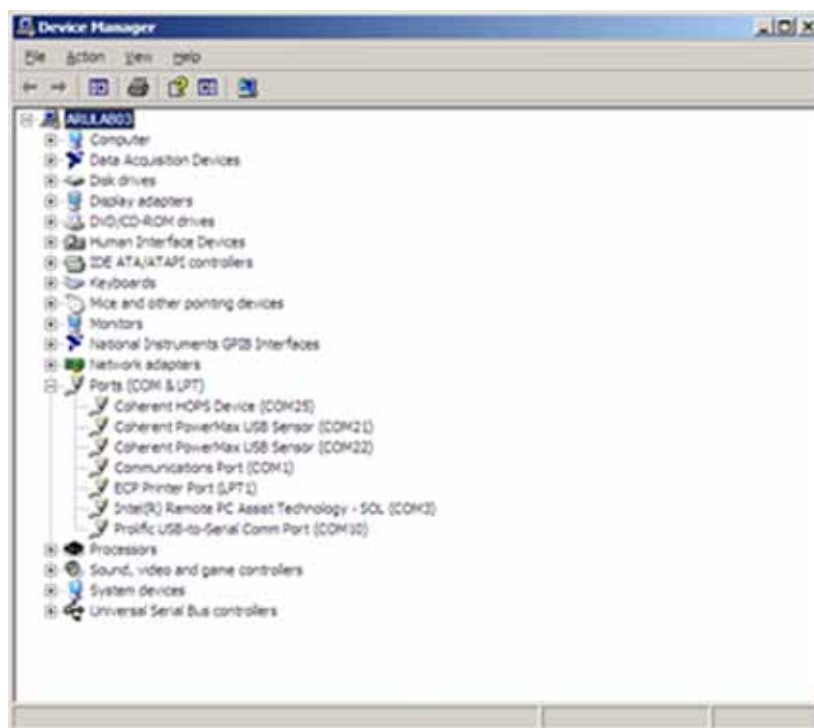 Device Manager
File Action View Help
ARULAB03
Computer
Data Acquisition Devices
Disk drives
Display adapters
DVD/CD-ROM drives
Human Interface Devices
IDE ATA/ATAPI controllers
Keyboards
Mice and other pointing devices
Monitors
National Instruments GPIB Interfaces
Network adapters
Ports (COM & LPT)
Coherent HOPS Device (COM25)
Coherent PowerMax USB Sensor (COM21)
Coherent PowerMax USB Sensor (COM22)
Communications Port (COM1)
ECP Printer Port (LPT1)
Intel(R) Remote PC Assist Technology - SOL (COM3)
Prolific USB-to-Serial Comm Port (COM10)
Processors
Sound, video and game controllers
System devices
Universal Serial Bus controllers